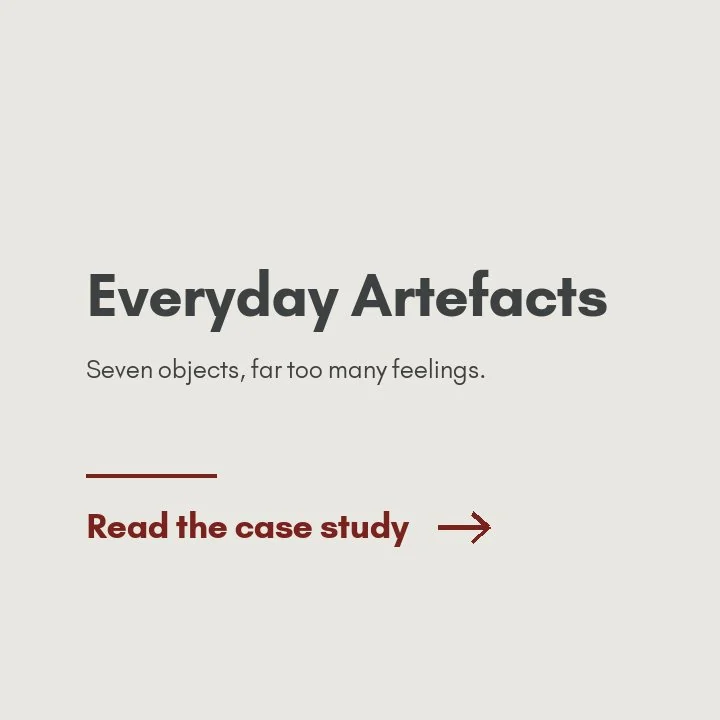 Everyday Artefacts
Seven objects, far too many feelings.
Read the case study